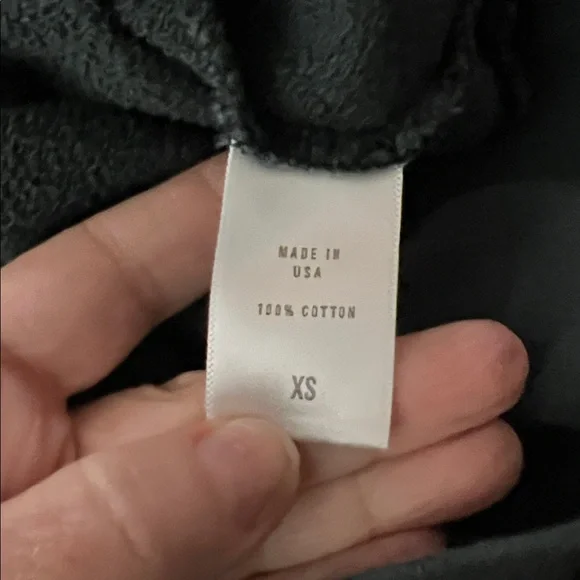 MADE IN
USA
100% COTTON
XS